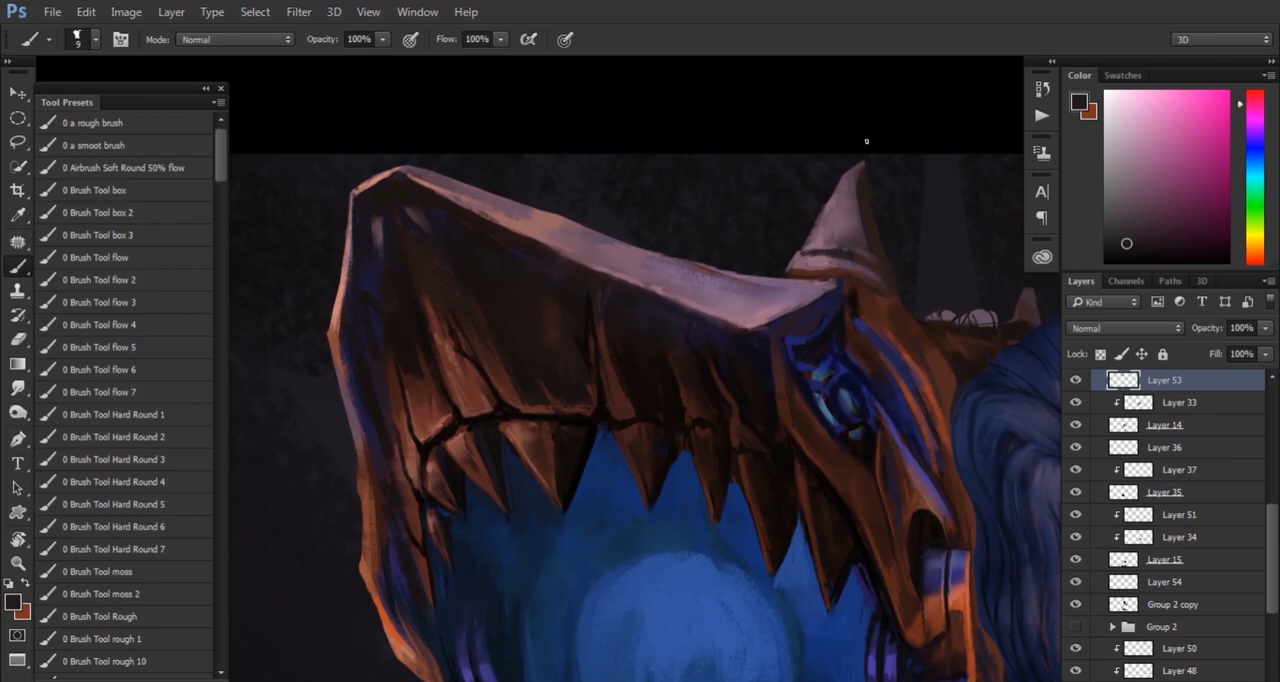 Ps File Edit Image Layer Type Select Filter 3D View Window Help
9 Mode: Normal Opacity: 100% Flow: 100% 3D
Tool Presets
0 a rough brush
0 a smoot brush
0 Airbrush Soft Round 50% flow
0 Brush Tool box
0 Brush Tool box 2
0 Brush Tool box 3
0 Brush Tool flow
0 Brush Tool flow 2
0 Brush Tool flow 3
0 Brush Tool flow 4
0 Brush Tool flow 5
0 Brush Tool flow 6
0 Brush Tool flow 7
0 Brush Tool Hard Round 1
0 Brush Tool Hard Round 2
0 Brush Tool Hard Round 3
0 Brush Tool Hard Round 4
0 Brush Tool Hard Round 5
0 Brush Tool Hard Round 6
0 Brush Tool Hard Round 7
0 Brush Tool moss
0 Brush Tool moss 2
0 Brush Tool Rough
0 Brush Tool rough 1
0 Brush Tool rough 10
Color Swatches
Layers Channels Paths 3D
Kind
Normal Opacity: 100%
Lock: Fill: 100%
Layer 53
Layer 33
Layer 14
Layer 36
Layer 37
Layer 35
Layer 51
Layer 34
Layer 15
Layer 54
Group 2 copy
Group 2
Layer 50
Layer 48